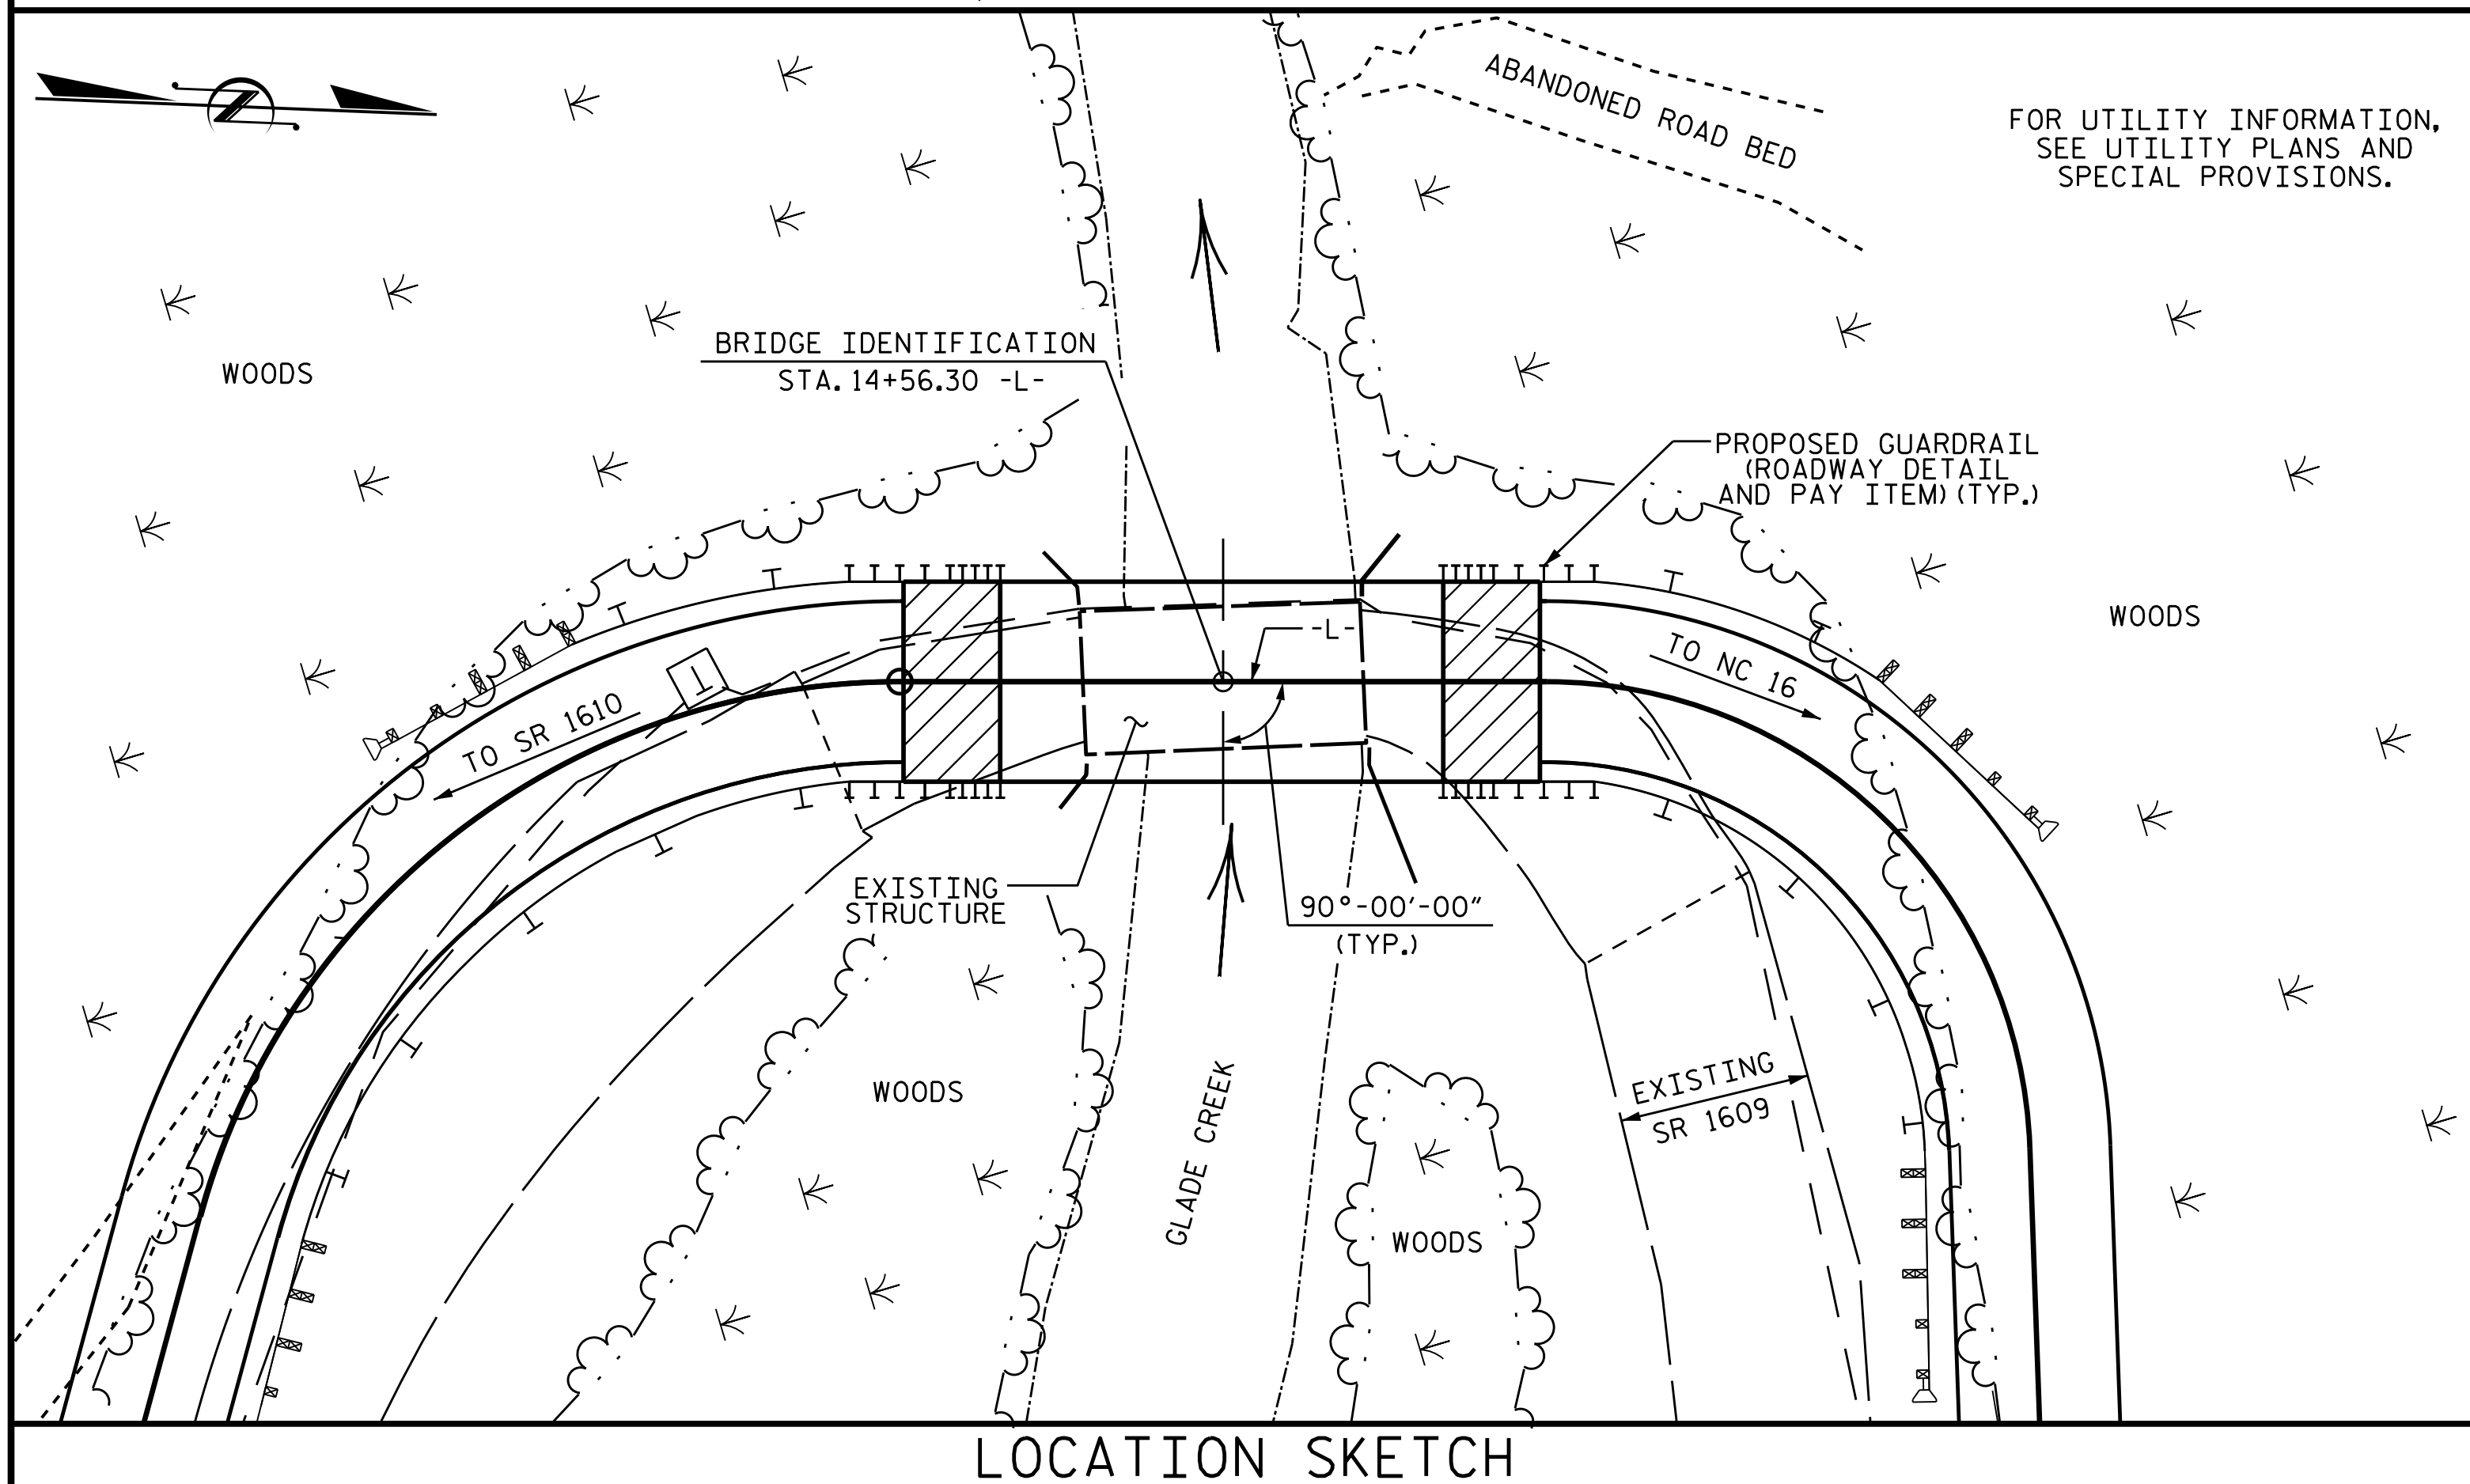 ABANDONED ROAD BED
FOR UTILITY INFORMATION,
SEE UTILITY PLANS AND
SPECIAL PROVISIONS.
BRIDGE IDENTIFICATION
STA. 14+56.30 -L-
WOODS
PROPOSED GUARDRAIL
(ROADWAY DETAIL
AND PAY ITEM) (TYP.)
WOODS
-L-
TO NC 16
1
TO SR 1610
EXISTING
STRUCTURE
90°-00'-00"
(TYP.)
WOODS
GLADE CREEK
EXISTING
SR 1609
WOODS
LOCATION SKETCH